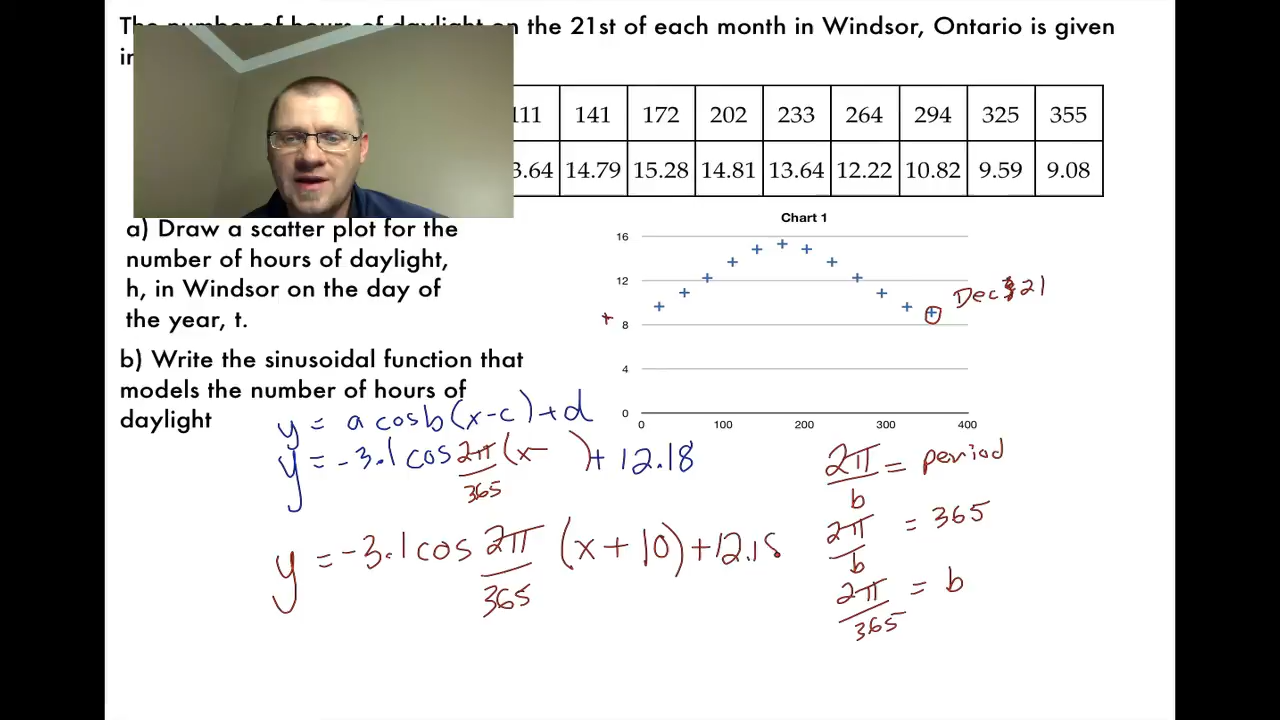 The number of hours of daylight on the 21st of each month in Windsor, Ontario is given
in
111 141 172 202 233 264 294 325 355
3.64 14.79 15.28 14.81 13.64 12.22 10.82 9.59 9.08
a) Draw a scatter plot for the
number of hours of daylight,
h, in Windsor on the day of
the year, t.
Chart 1
16
12
8
4
0
0 100 200 300 400
Dec 21
b) Write the sinusoidal function that
models the number of hours of
daylight
y = a cos b(x-c)+d
y = -3.1 cos 2π/365 (x- )+ 12.18
y = -3.1 cos 2π/365 (x+10)+12.18
2π/b = period
2π/b = 365
2π/365 = b